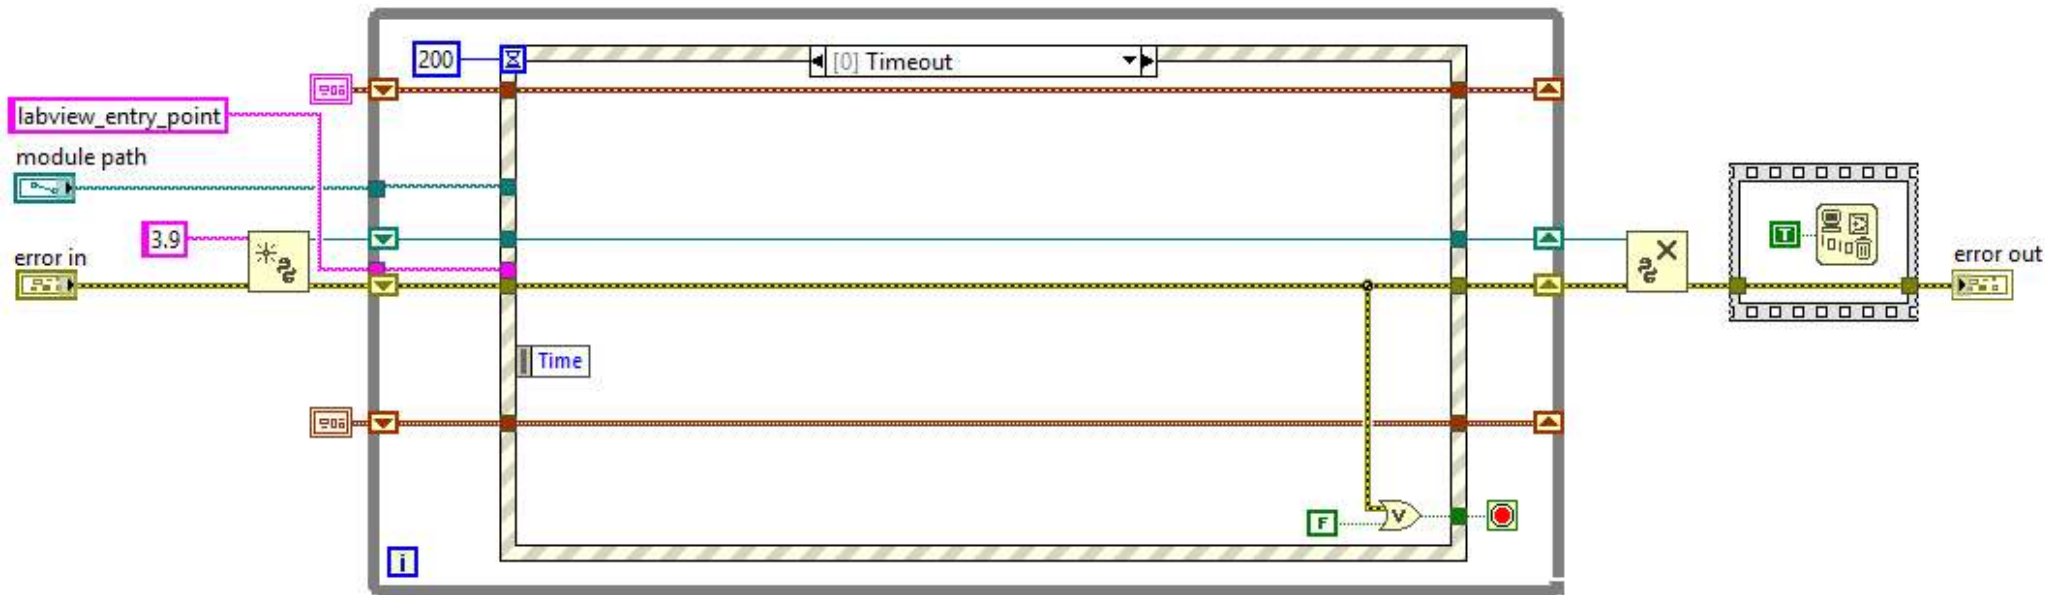 200
[0] Timeout
labview_entry_point
module path
3.9
error in
error out
T
Time
F
V
i